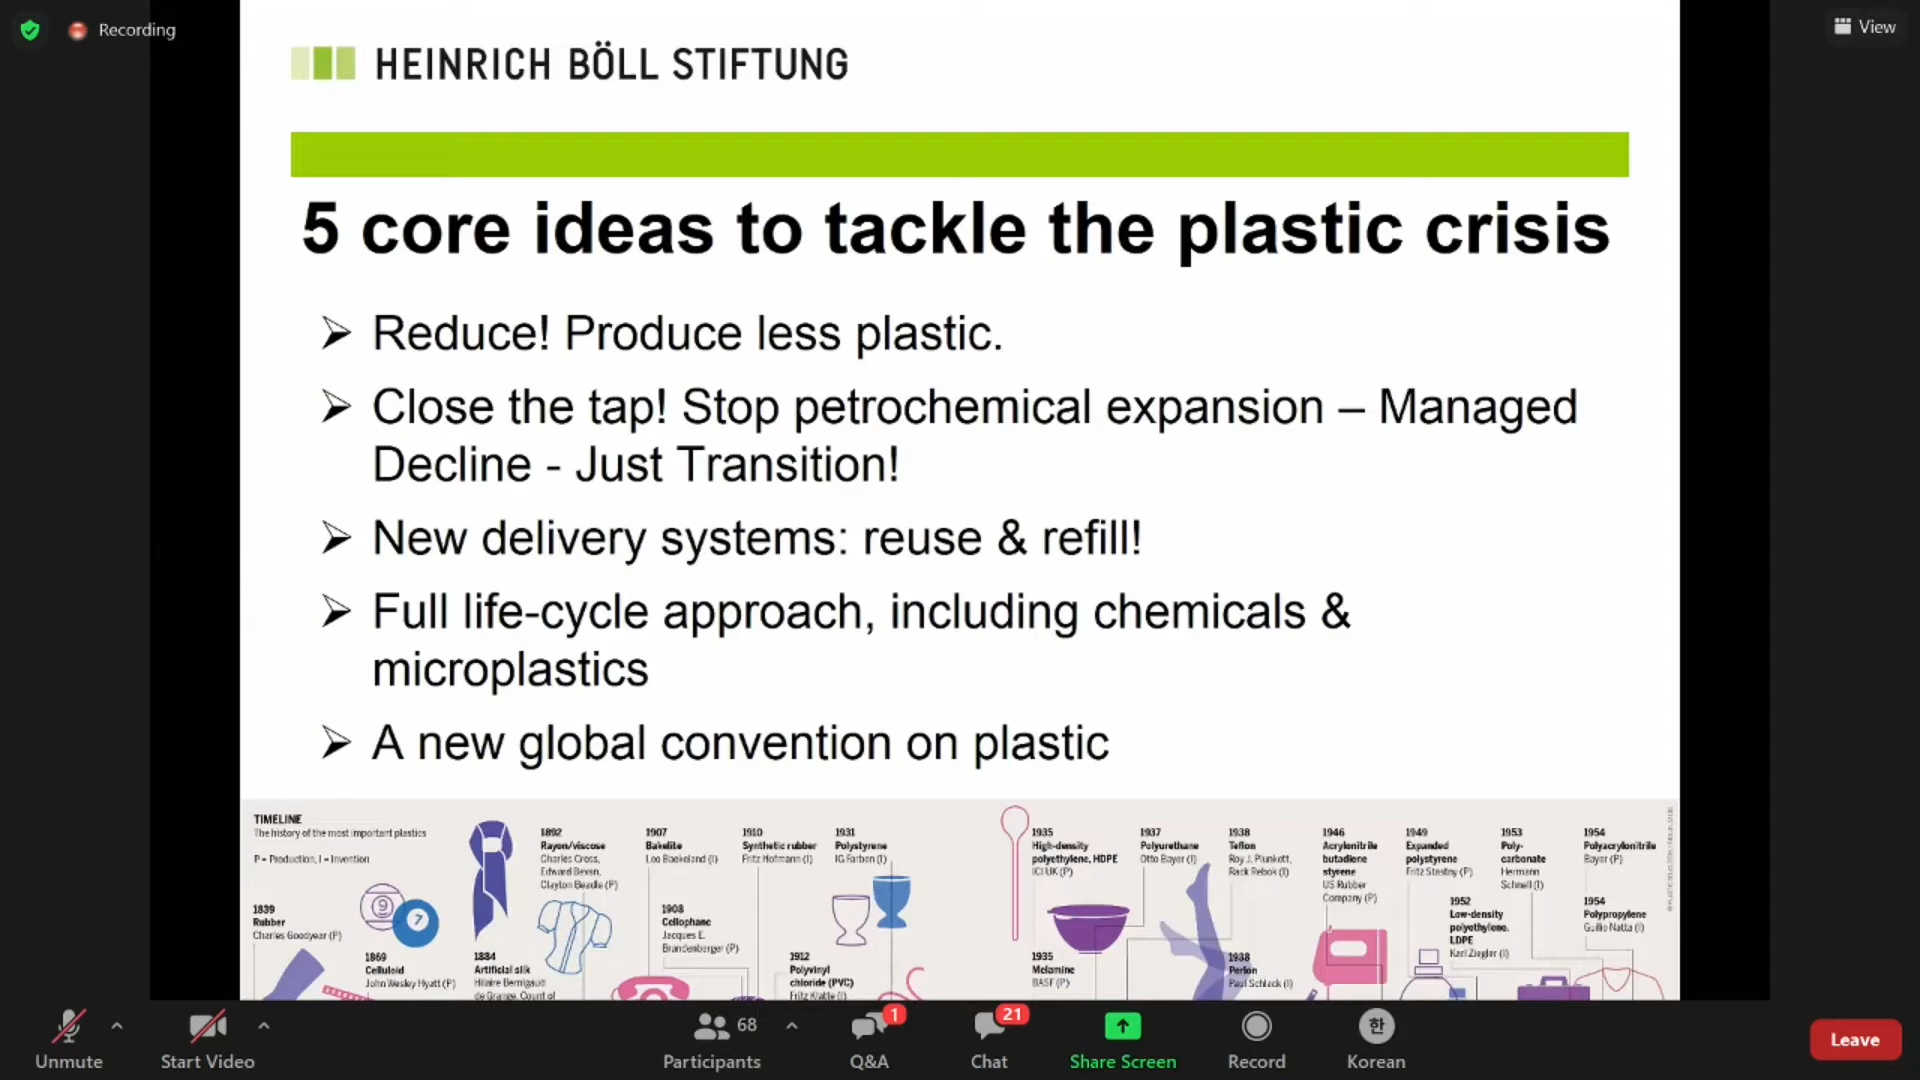 Recording
View
HEINRICH BÖLL STIFTUNG
5 core ideas to tackle the plastic crisis
➢ Reduce! Produce less plastic.
➢ Close the tap! Stop petrochemical expansion – Managed
Decline - Just Transition!
➢ New delivery systems: reuse & refill!
➢ Full life-cycle approach, including chemicals &
microplastics
➢ A new global convention on plastic
TIMELINE
The history of the most important plastics
P = Production, I = Invention
1839
Rubber
Charles Goodyear (P)
9
7
1869
Celluloid
John Wesley Hyatt (P)
1884
Artificial silk
Hilaire Bernigaud
de Grange, Count of
1892
Rayon/viscose
Charles Cross,
Edward Bevan,
Clayton Beadle (P)
1907
Bakelite
Leo Baekeland (I)
1908
Cellophane
Jacques E.
Brandenberger (P)
1910
Synthetic rubber
Fritz Hofmann (I)
1912
Polyvinyl
chloride (PVC)
Fritz Klatte (I)
1931
Polystyrene
IG Farben (I)
1935
High-density
polyethylene, HDPE
ICI UK (P)
1935
Melamine
BASF (P)
1937
Polyurethane
Otto Bayer (I)
1938
Teflon
Roy J. Plunkett,
Rack Rebok (I)
1938
Perlon
Paul Schlack (I)
1946
Acrylonitrile
butadiene
styrene
US Rubber
Company (P)
1949
Expanded
polystyrene
Fritz Stastny (P)
1952
Low-density
polyethylene,
LDPE
Karl Ziegler (I)
1953
Poly-
carbonate
Hermann
Schnell (I)
1954
Polyacrylonitrile
Bayer (P)
1954
Polypropylene
Guilio Natta (I)
Unmute
Start Video
68
Participants
1
Q&A
21
Chat
Share Screen
Record
한
Korean
Leave